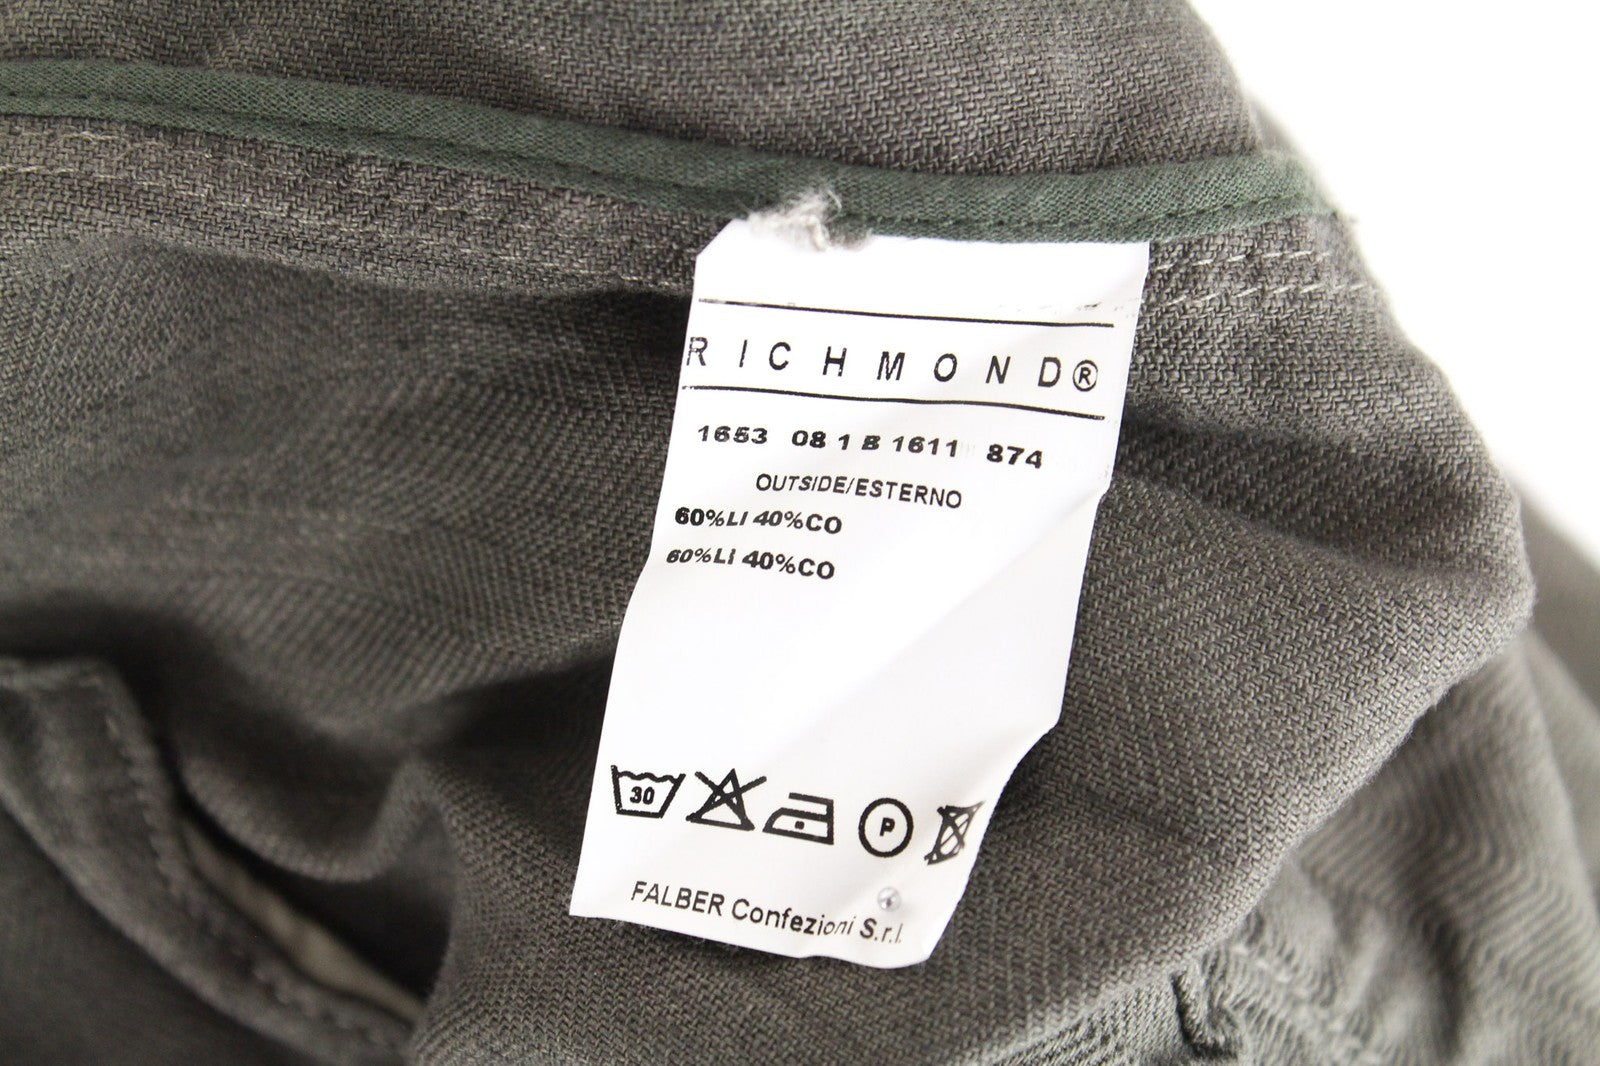 RICHMOND®
1653 08 1 B 1611 874
OUTSIDE/ESTERNO
60%LI 40%CO
60%LI 40%CO
30 P
FALBER Confezioni S.r.l.